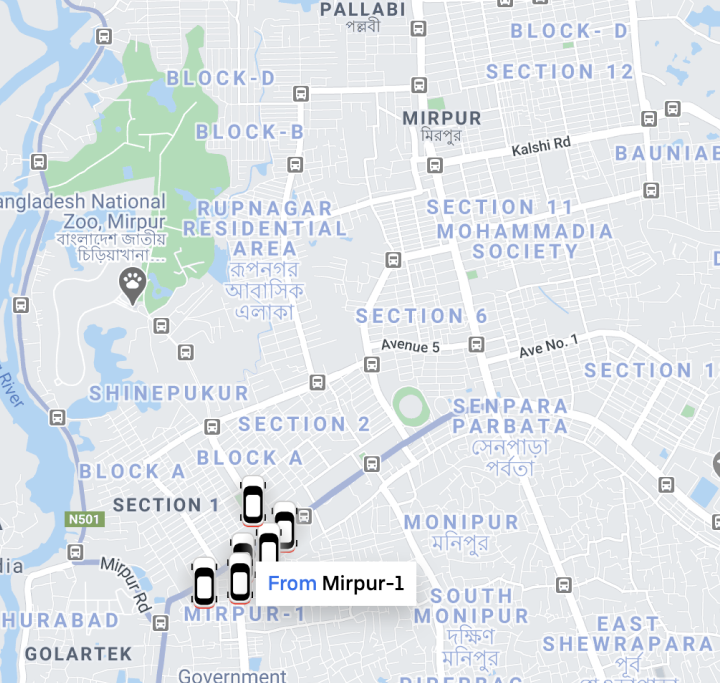 PALLABI
পল্লবী
BLOCK- D
BLOCK-D
SECTION 12
MIRPUR
মিরপুর
BLOCK-B
Kalshi Rd
BAUNIAB
angladesh National
Zoo, Mirpur
বাংলাদেশ জাতীয়
চিড়িয়াখানা...
RUPNAGAR
RESIDENTIAL
AREA
রূপনগর
আবাসিক
এলাকা
SECTION 11
MOHAMMADIA
SOCIETY
SECTION 6
Avenue 5
Ave No. 1
SECTION 1
River
SHINEPUKUR
SECTION 2
SENPARA
PARBATA
সেনপাড়া
পর্বতা
BLOCK A
BLOCK A
SECTION 1
N501
MONIPUR
মনিপুর
dia
Mirpur Rd
From Mirpur-1
MIRPUR-1
HURABAD
GOLARTEK
SOUTH
MONIPUR
দক্ষিণ
মনিপুর
EAST
SHEWRAPARA
পূর্ব
Government